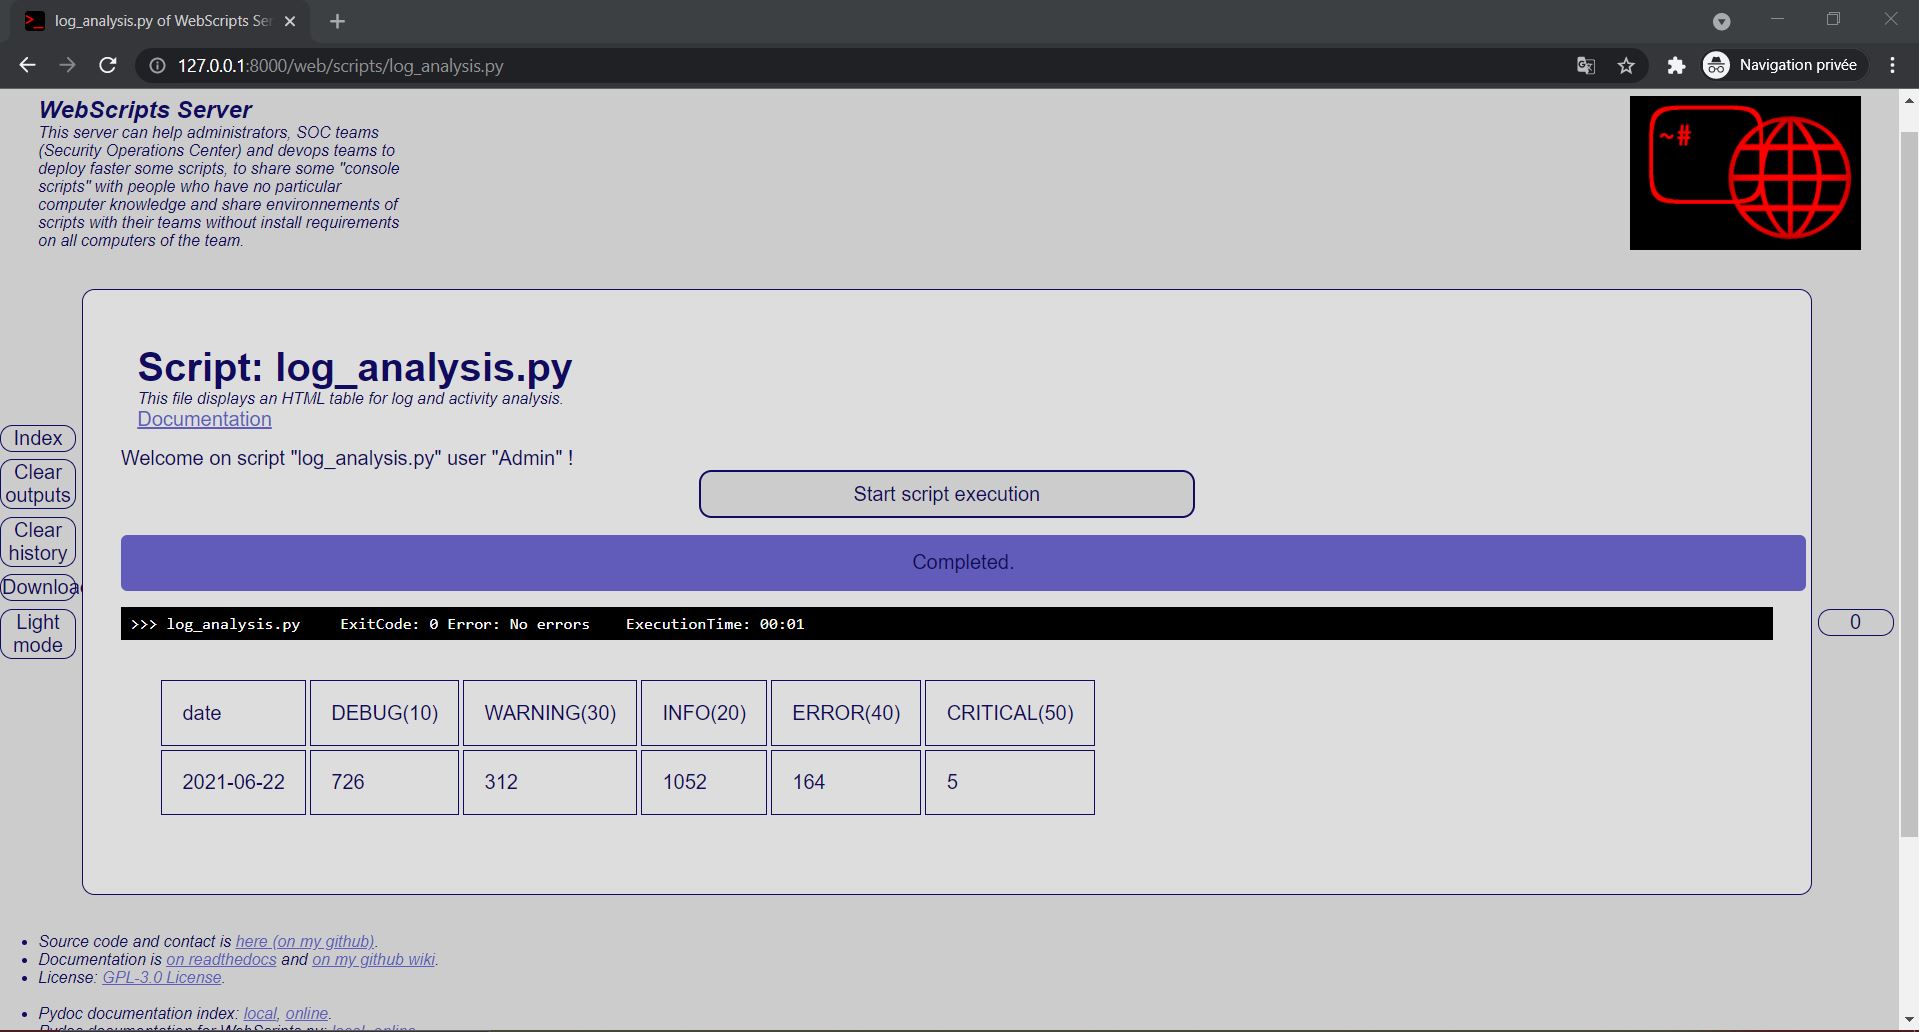 log_analysis.py of WebScripts Ser
127.0.0.1:8000/web/scripts/log_analysis.py
Navigation privée
WebScripts Server
This server can help administrators, SOC teams
(Security Operations Center) and devops teams to
deploy faster some scripts, to share some "console
scripts" with people who have no particular
computer knowledge and share environnements of
scripts with their teams without install requirements
on all computers of the team.
~#
Script: log_analysis.py
This file displays an HTML table for log and activity analysis.
Documentation
Welcome on script "log_analysis.py" user "Admin" !
Index
Clear
outputs
Clear
history
Downloa
Light
mode
Start script execution
Completed.
>>> log_analysis.py ExitCode: 0 Error: No errors ExecutionTime: 00:01
0
date DEBUG(10) WARNING(30) INFO(20) ERROR(40) CRITICAL(50)
2021-06-22 726 312 1052 164 5
Source code and contact is here (on my github).
Documentation is on readthedocs and on my github wiki.
License: GPL-3.0 License.
Pydoc documentation index: local, online.
Pydoc documentation for WebScripts.py: local, online